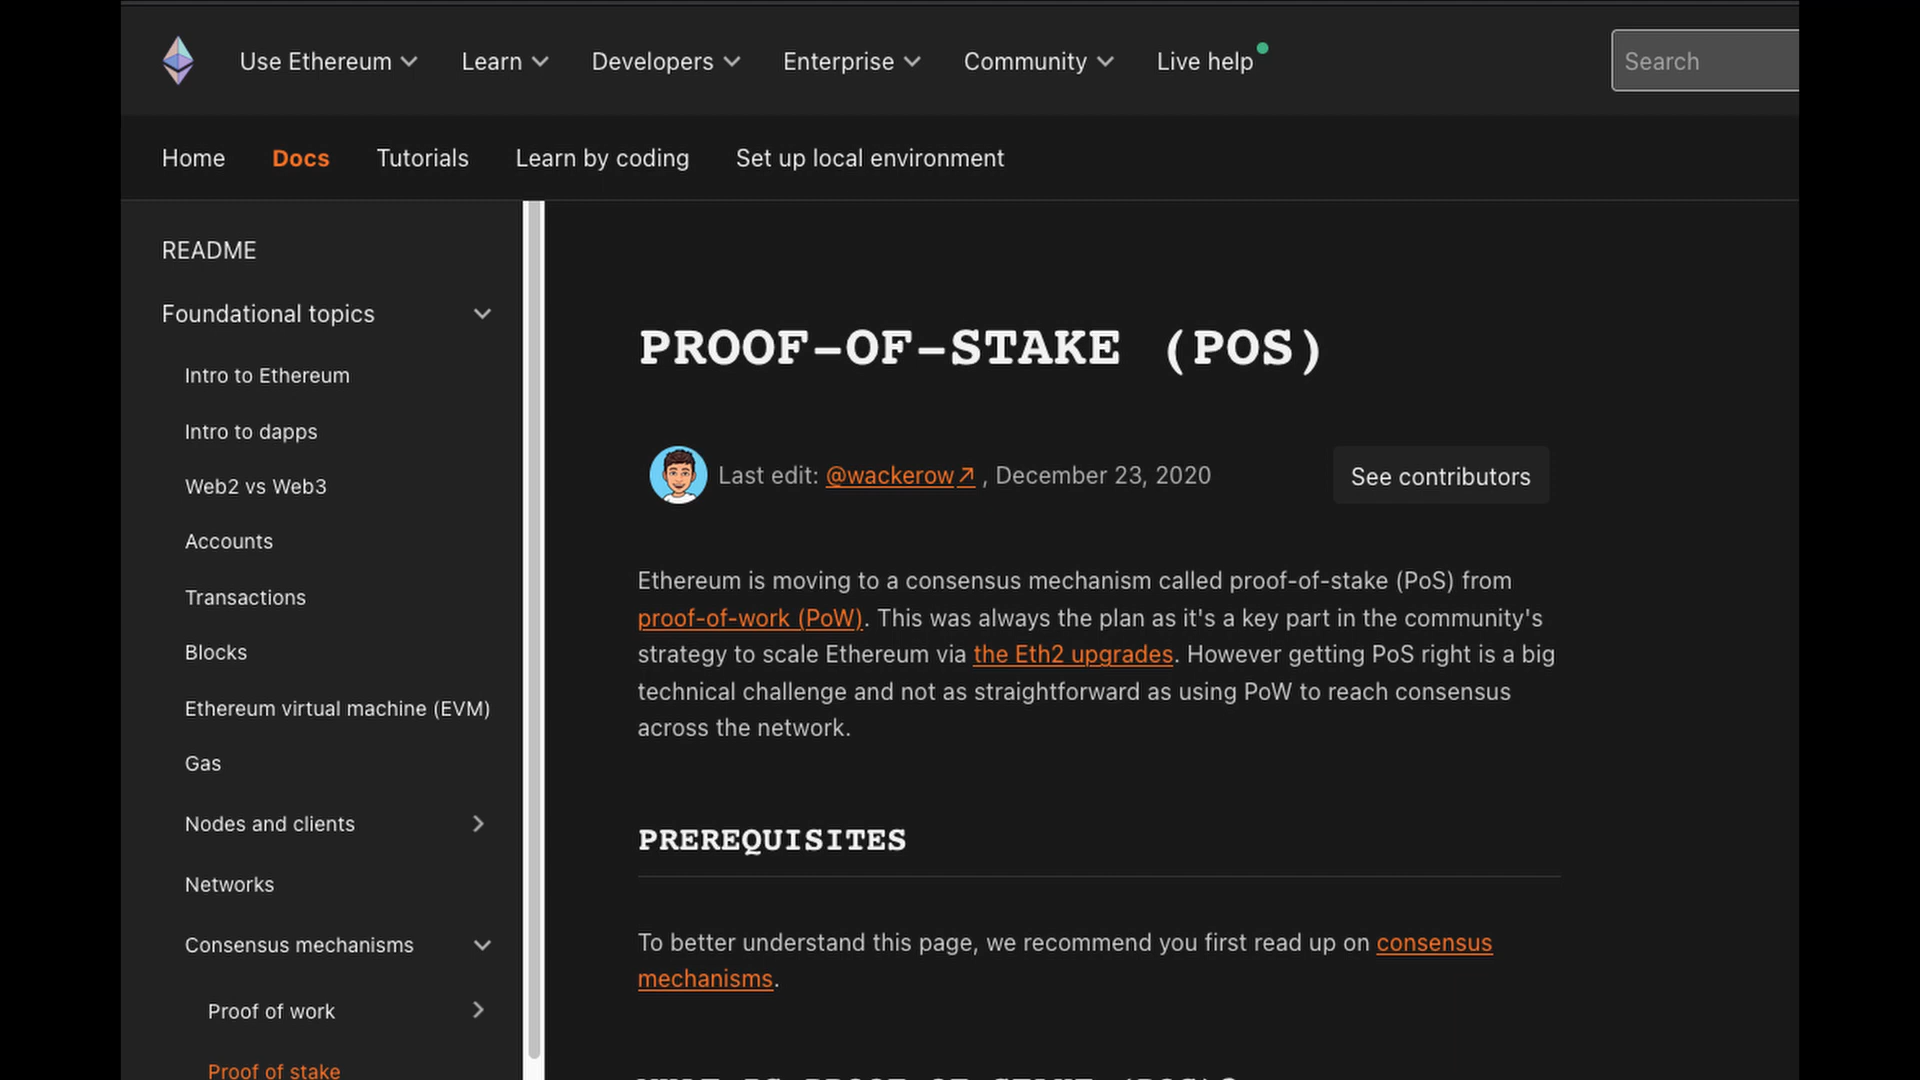 Use Ethereum Learn Developers Enterprise Community Live help Search
Home Docs Tutorials Learn by coding Set up local environment
README
Foundational topics
Intro to Ethereum
Intro to dapps
Web2 vs Web3
Accounts
Transactions
Blocks
Ethereum virtual machine (EVM)
Gas
Nodes and clients
Networks
Consensus mechanisms
Proof of work
Proof of stake
PROOF-OF-STAKE (POS)
Last edit: @wackerow↗ , December 23, 2020
See contributors
Ethereum is moving to a consensus mechanism called proof-of-stake (PoS) from
proof-of-work (PoW). This was always the plan as it's a key part in the community's
strategy to scale Ethereum via the Eth2 upgrades. However getting PoS right is a big
technical challenge and not as straightforward as using PoW to reach consensus
across the network.
PREREQUISITES
To better understand this page, we recommend you first read up on consensus
mechanisms.